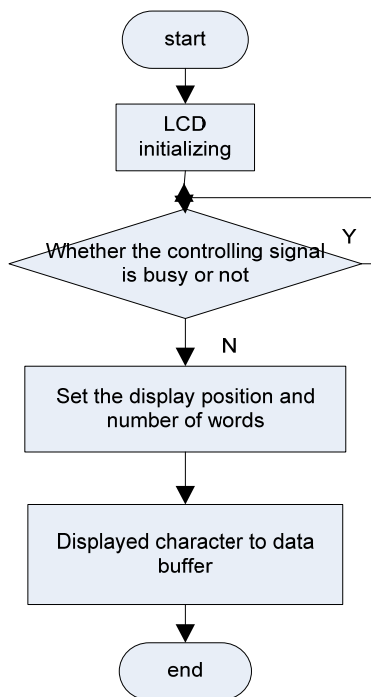 start
LCD
initializing
Whether the controlling signal
is busy or not
Y
N
Set the display position and
number of words
Displayed character to data
buffer
end